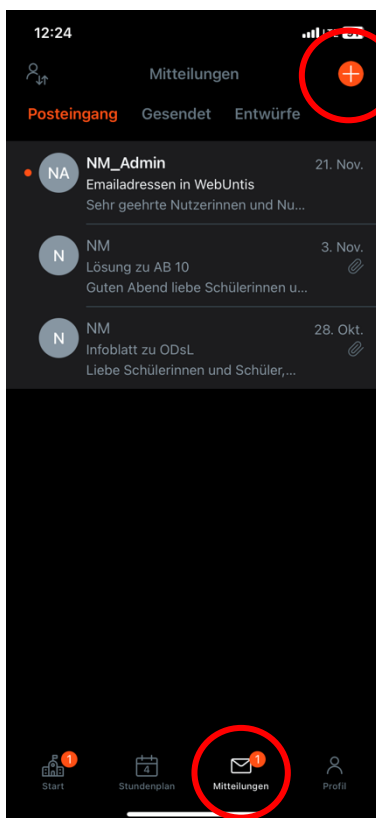 12:24
Mitteilungen
Posteingang Gesendet Entwürfe
NA NM_Admin 21. Nov.
Emailadressen in WebUntis
Sehr geehrte Nutzerinnen und Nu...
N NM 3. Nov.
Lösung zu AB 10
Guten Abend liebe Schülerinnen u...
N NM 28. Okt.
Infoblatt zu ODsL
Liebe Schülerinnen und Schüler,...
1 4 1
Start Stundenplan Mitteilungen Profil